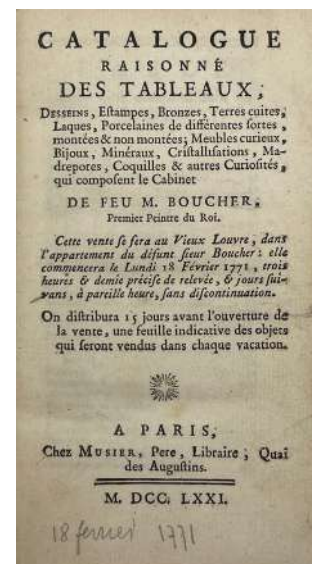 CATALOGUE
RAISONNÉ
DES TABLEAUX,
DESSEINS, Eſtampes, Bronzes, Terres cuites,
Laques, Porcelaines de différentes ſortes,
montées & non montées; Meubles curieux,
Bijoux, Minéraux, Criſtalliſations, Ma-
drepores, Coquilles & autres Curioſités,
qui compoſent le Cabinet
DE FEU M. BOUCHER,
Premier Peintre du Roi.
Cette vente ſe fera au Vieux Louvre, dans
l'appartement du défunt ſieur Boucher: elle
commencera le Lundi 18 Février 1771, trois
heures & demie préciſe de relevée, & jours ſui-
vans, à pareille heure, ſans diſcontinuation.
On diſtribura 15 jours avant l'ouverture de
la vente, une feuille indicative des objets
qui ſeront vendus dans chaque vacation.
A PARIS,
Chez MUSIER, Pere, Libraire, Quai
des Auguſtins.
M. DCC. LXXI.
18 fevrier 1771